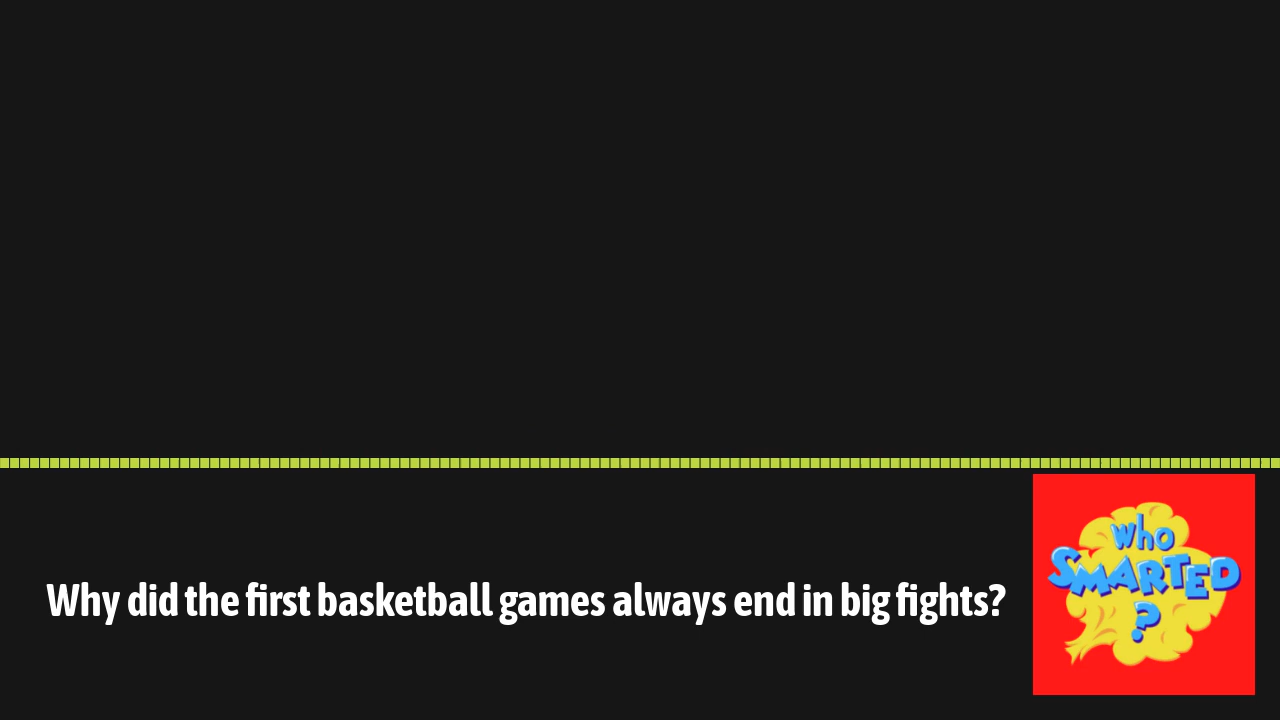 Why did the first basketball games always end in big fights?
who
SMARTED
?